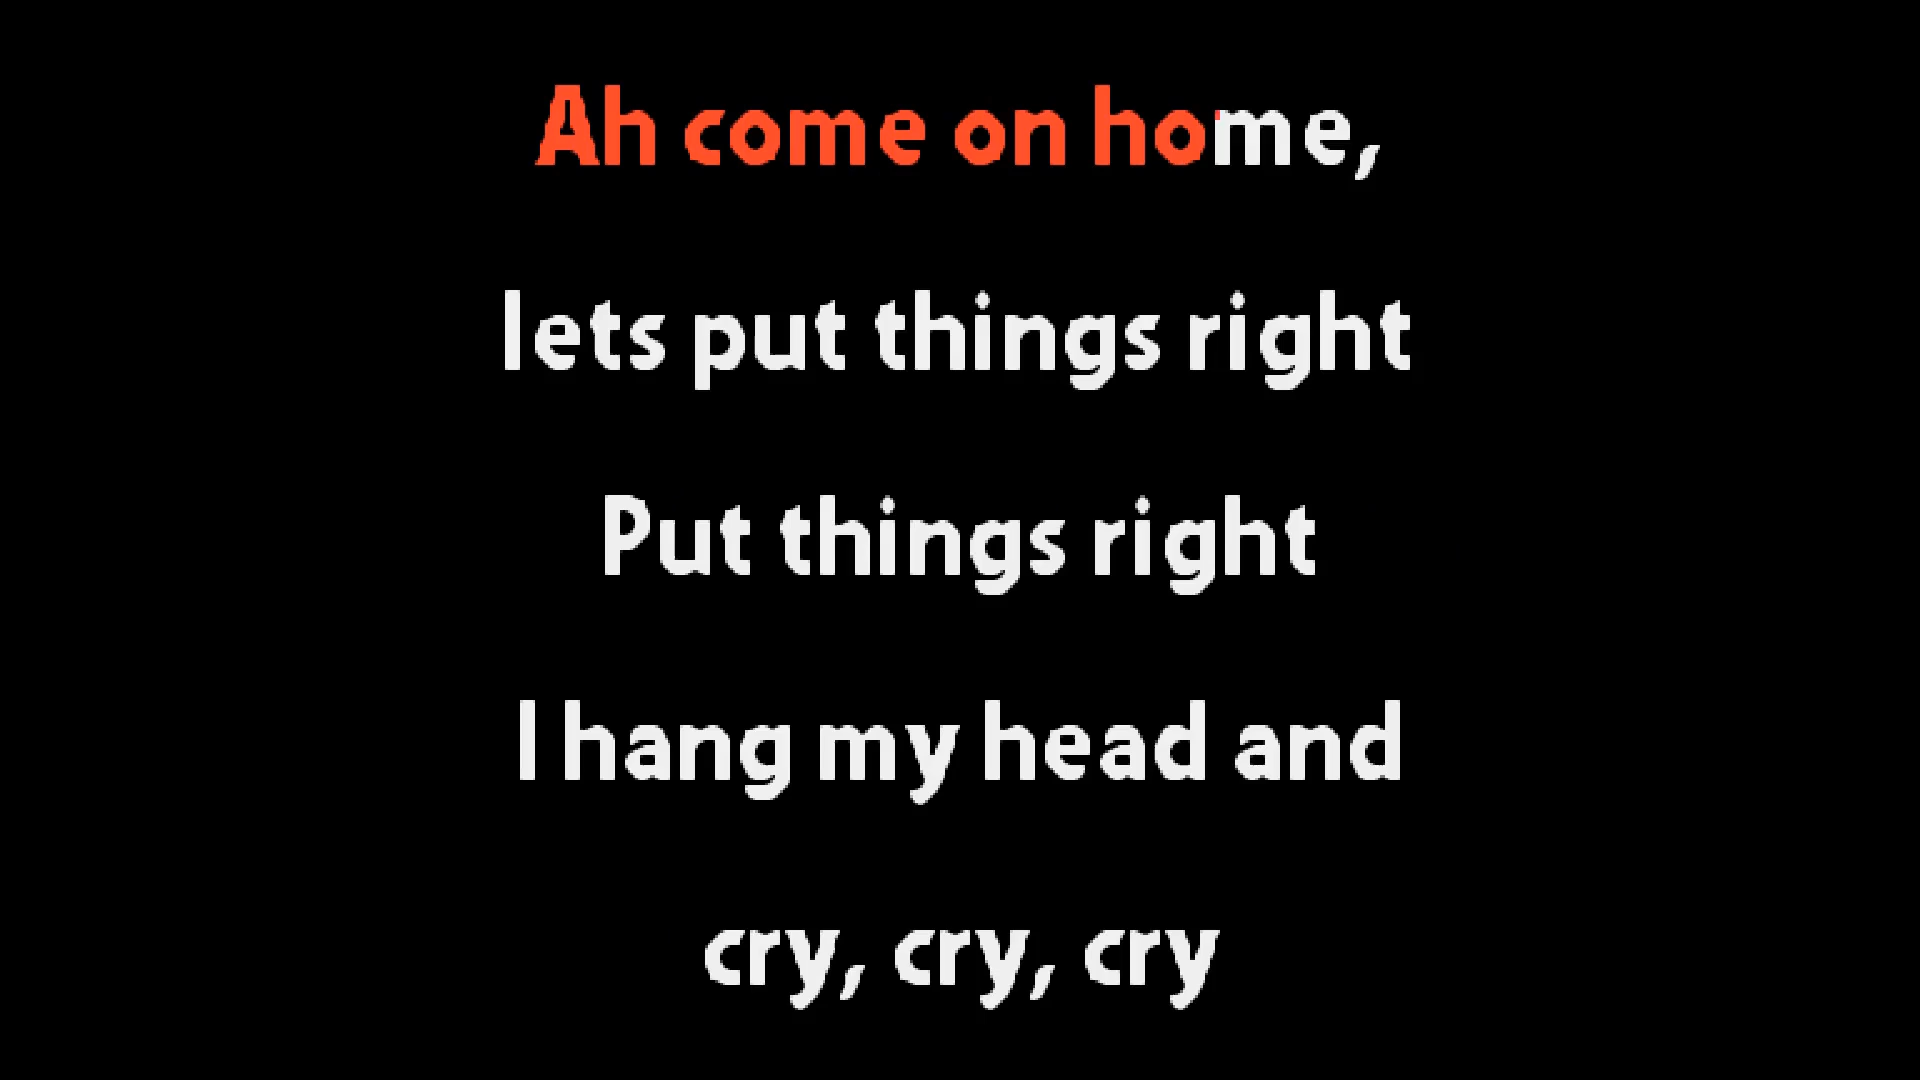 Ah come on home,
lets put things right
Put things right
I hang my head and
cry, cry, cry